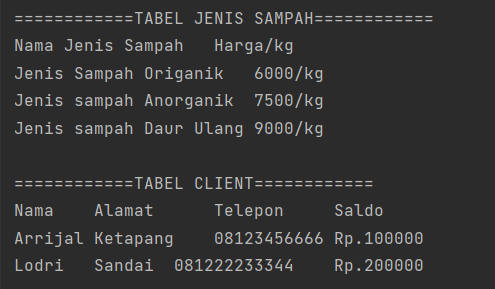 ============TABEL JENIS SAMPAH============
Nama Jenis Sampah   Harga/kg
Jenis Sampah Origanik   6000/kg
Jenis sampah Anorganik  7500/kg
Jenis sampah Daur Ulang 9000/kg

============TABEL CLIENT============
Nama    Alamat      Telepon     Saldo
Arrijal Ketapang    08123456666 Rp.100000
Lodri   Sandai  081222233344    Rp.200000